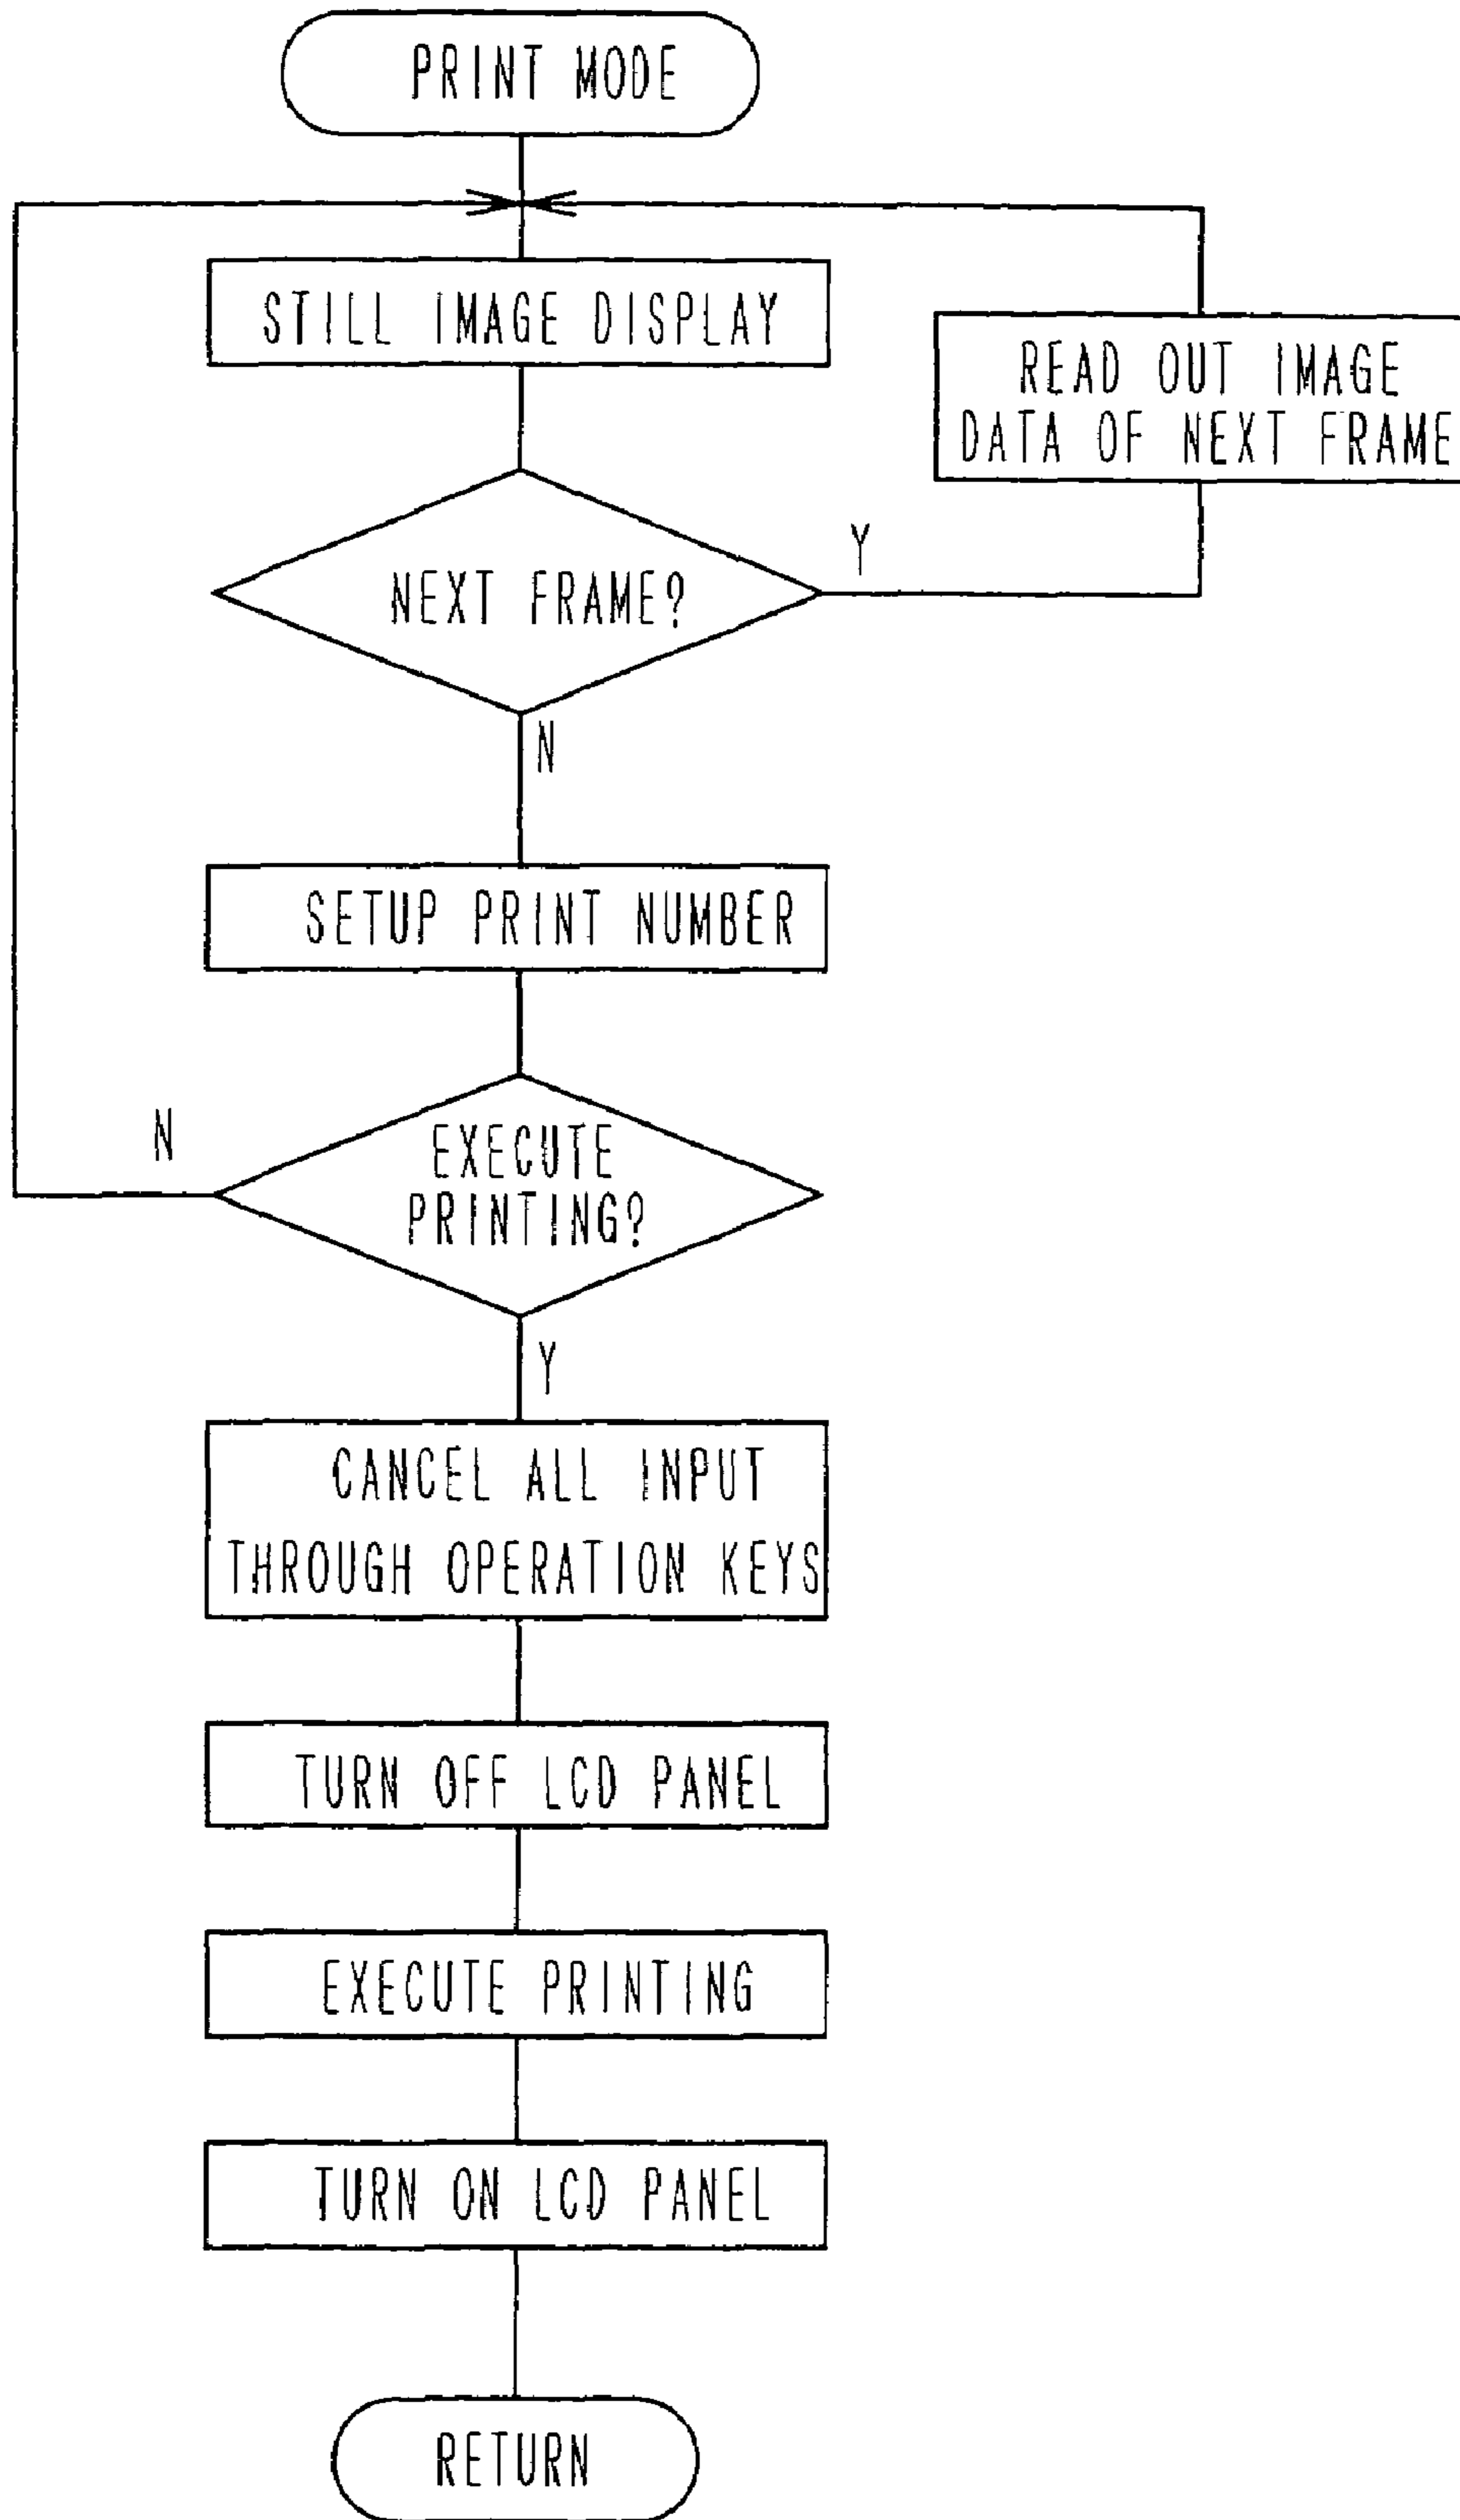 PRINT MODE
STILL IMAGE DISPLAY
READ OUT IMAGE
DATA OF NEXT FRAME
Y
NEXT FRAME?
N
SETUP PRINT NUMBER
N
EXECUTE
PRINTING?
Y
CANCEL ALL INPUT
THROUGH OPERATION KEYS
TURN OFF LCD PANEL
EXECUTE PRINTING
TURN ON LCD PANEL
RETURN